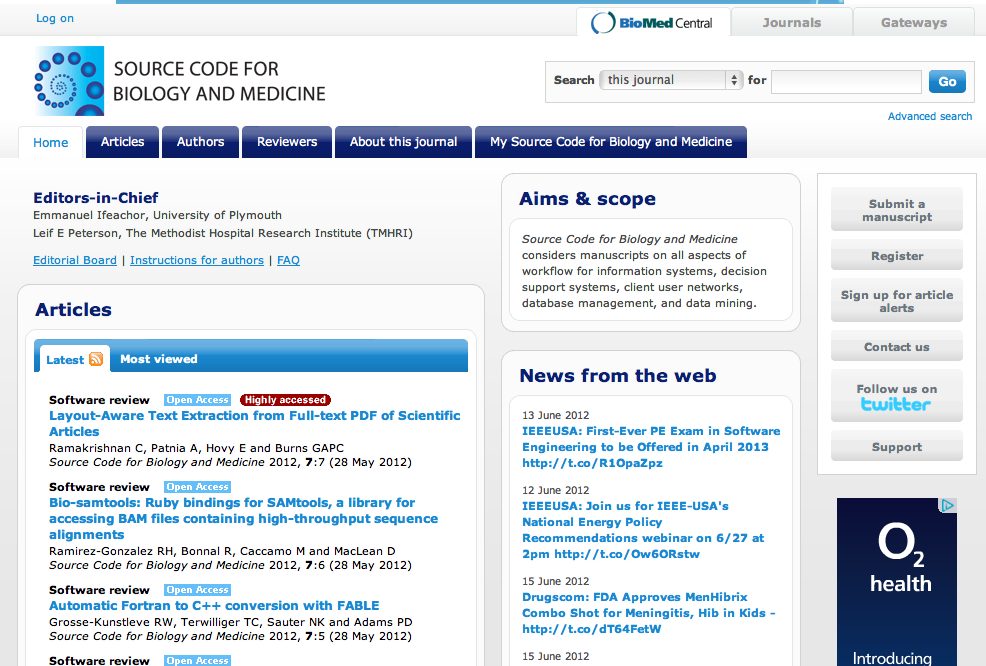 Log on
BioMed Central
Journals
Gateways
SOURCE CODE FOR
BIOLOGY AND MEDICINE
Search this journal for Go
Advanced search
Home
Articles
Authors
Reviewers
About this journal
My Source Code for Biology and Medicine
Editors-in-Chief
Emmanuel Ifeachor, University of Plymouth
Leif E Peterson, The Methodist Hospital Research Institute (TMHRI)
Editorial Board | Instructions for authors | FAQ
Articles
Latest Most viewed
Software review Open Access Highly accessed
Layout-Aware Text Extraction from Full-text PDF of Scientific
Articles
Ramakrishnan C, Patnia A, Hovy E and Burns GAPC
Source Code for Biology and Medicine 2012, 7:7 (28 May 2012)
Software review Open Access
Bio-samtools: Ruby bindings for SAMtools, a library for
accessing BAM files containing high-throughput sequence
alignments
Ramirez-Gonzalez RH, Bonnal R, Caccamo M and MacLean D
Source Code for Biology and Medicine 2012, 7:6 (28 May 2012)
Software review Open Access
Automatic Fortran to C++ conversion with FABLE
Grosse-Kunstleve RW, Terwilliger TC, Sauter NK and Adams PD
Source Code for Biology and Medicine 2012, 7:5 (28 May 2012)
Software review Open Access
Aims & scope
Source Code for Biology and Medicine
considers manuscripts on all aspects of
workflow for information systems, decision
support systems, client user networks,
database management, and data mining.
News from the web
13 June 2012
IEEEUSA: First-Ever PE Exam in Software
Engineering to be Offered in April 2013
http://t.co/R1OpaZpz
12 June 2012
IEEEUSA: Join us for IEEE-USA's
National Energy Policy
Recommendations webinar on 6/27 at
2pm http://t.co/Ow6ORstw
15 June 2012
Drugscom: FDA Approves MenHibrix
Combo Shot for Meningitis, Hib in Kids -
http://t.co/dT64FetW
15 June 2012
Submit a
manuscript
Register
Sign up for article
alerts
Contact us
Follow us on
twitter
Support
O2
health
Introducing